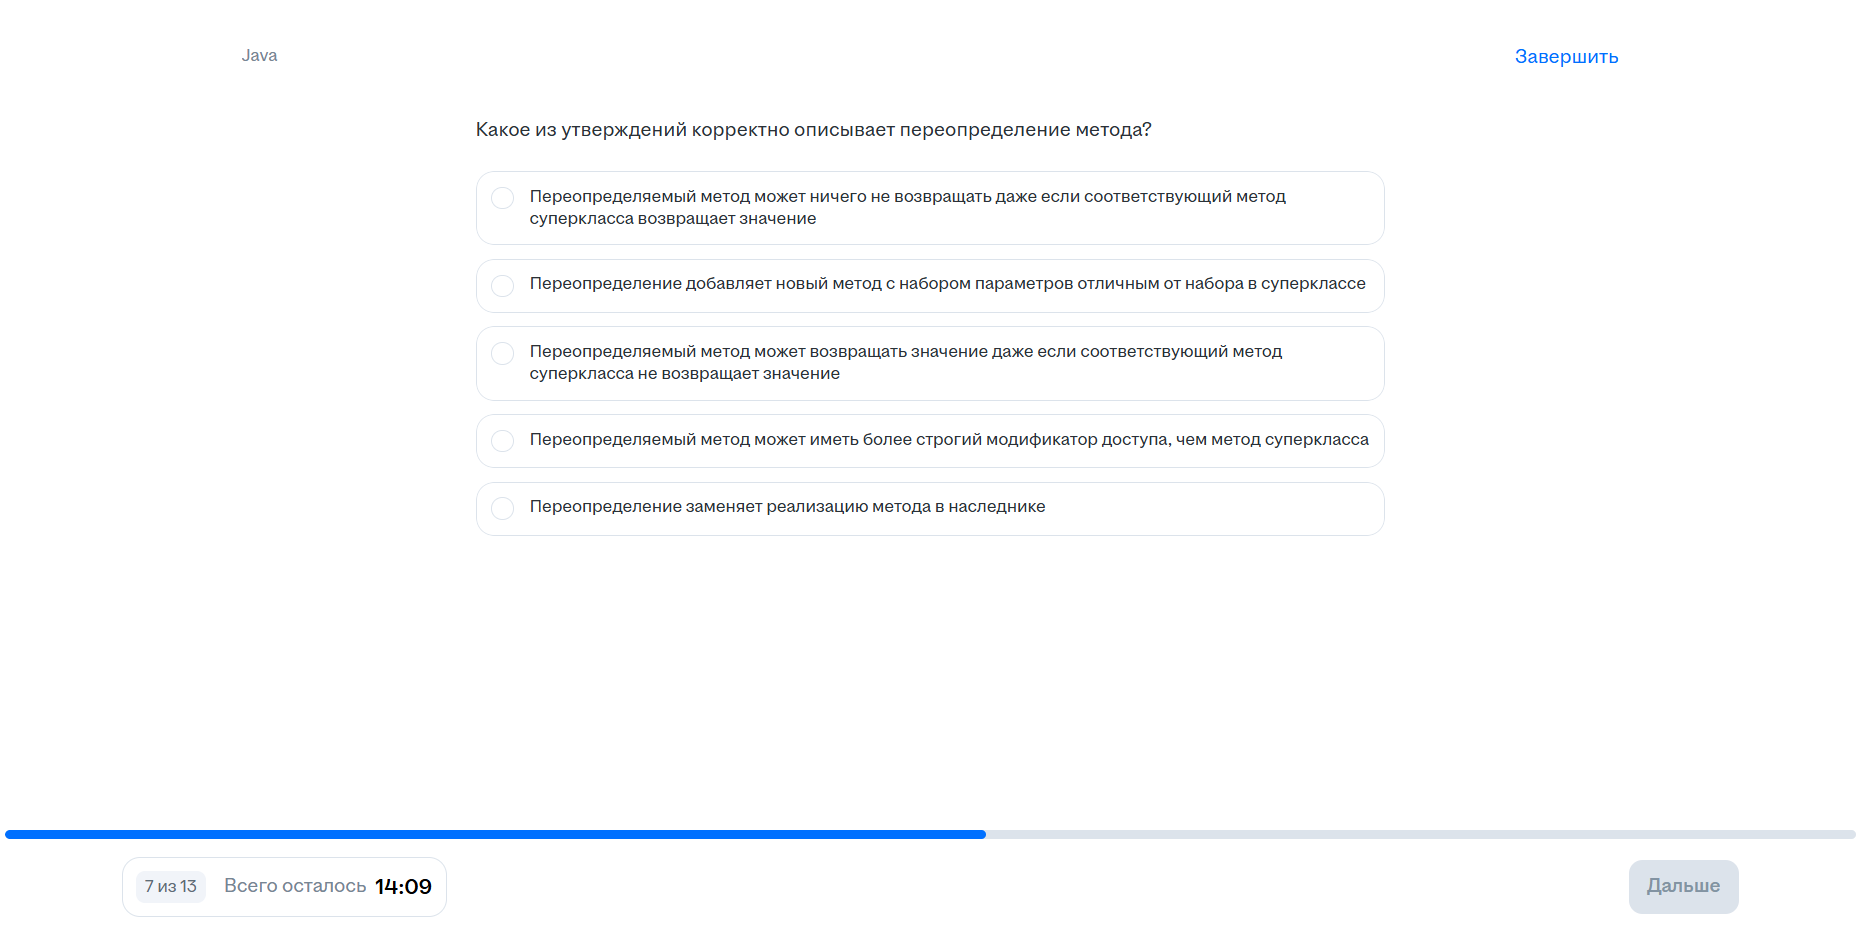 Java
Завершить
Какое из утверждений корректно описывает переопределение метода?
Переопределяемый метод может ничего не возвращать даже если соответствующий метод
суперкласса возвращает значение
Переопределение добавляет новый метод с набором параметров отличным от набора в суперклассе
Переопределяемый метод может возвращать значение даже если соответствующий метод
суперкласса не возвращает значение
Переопределяемый метод может иметь более строгий модификатор доступа, чем метод суперкласса
Переопределение заменяет реализацию метода в наследнике
7 из 13 Всего осталось 14:09
Дальше